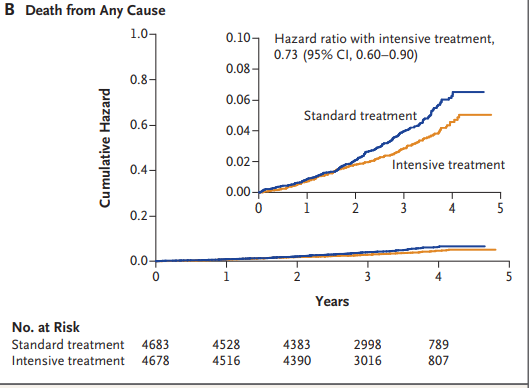 B Death from Any Cause
1.0
0.8
0.6
0.4
0.2
0.0
Cumulative Hazard
0.10
0.08
0.06
0.04
0.02
0.00
Hazard ratio with intensive treatment,
0.73 (95% CI, 0.60–0.90)
Standard treatment
Intensive treatment
0 1 2 3 4 5
0 1 2 3 4 5
Years
No. at Risk
Standard treatment 4683 4528 4383 2998 789
Intensive treatment 4678 4516 4390 3016 807